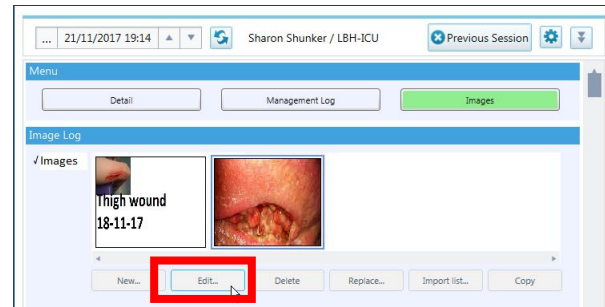 ... 21/11/2017 19:14 Sharon Shunker / LBH-ICU Previous Session
Menu
Detail Management Log Images
Image Log
√Images
Thigh wound
18-11-17
New... Edit... Delete Replace... Import list... Copy